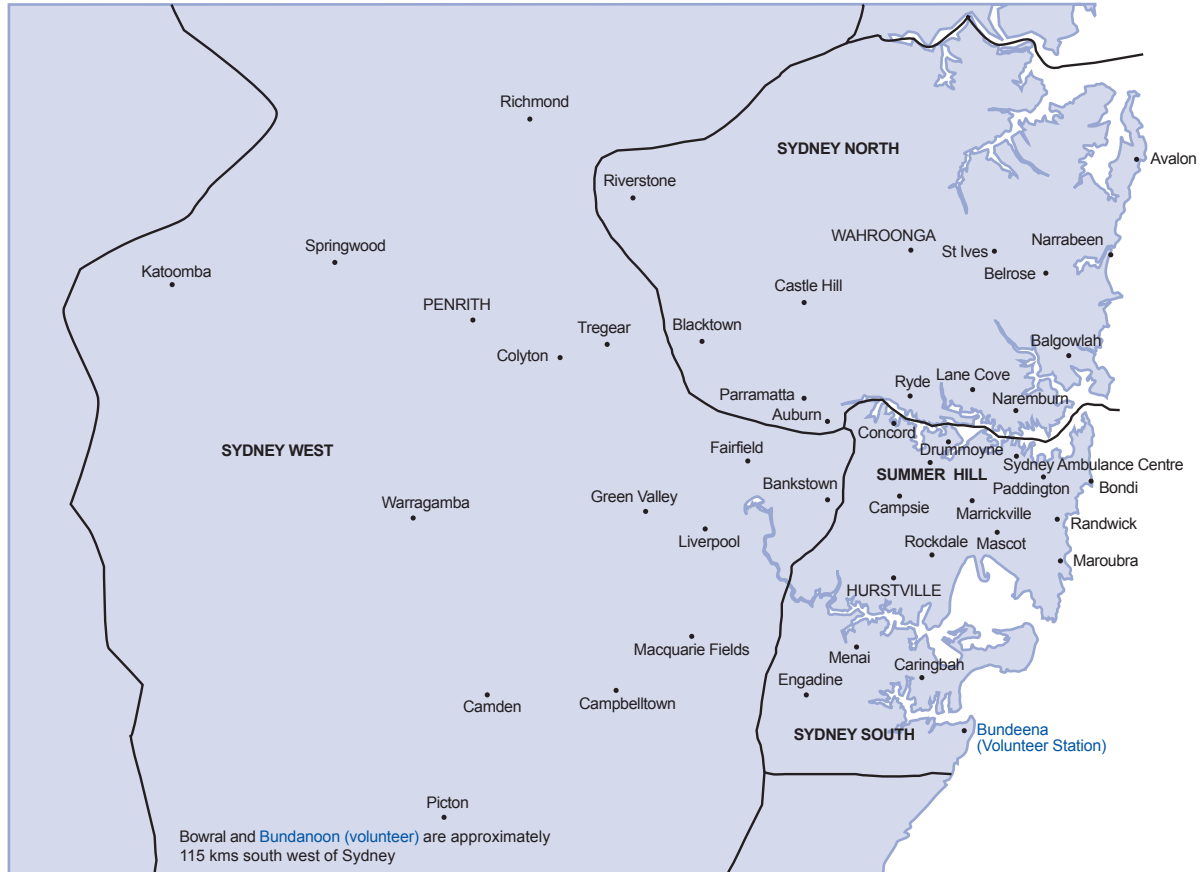 Richmond
SYDNEY NORTH
Avalon
Riverstone
WAHROONGA
St Ives
Narrabeen
Springwood
Belrose
Katoomba
Castle Hill
PENRITH
Blacktown
Tregear
Balgowlah
Colyton
Ryde
Lane Cove
Parramatta
Naremburn
Auburn
Concord
Drummoyne
Fairfield
SYDNEY WEST
Sydney Ambulance Centre
SUMMER HILL
Bankstown
Paddington
Bondi
Green Valley
Warragamba
Campsie
Marrickville
Randwick
Liverpool
Rockdale
Mascot
Maroubra
HURSTVILLE
Macquarie Fields
Menai
Caringbah
Engadine
Camden
Campbelltown
SYDNEY SOUTH
Bundeena
(Volunteer Station)
Picton
Bowral and Bundanoon (volunteer) are approximately
115 kms south west of Sydney